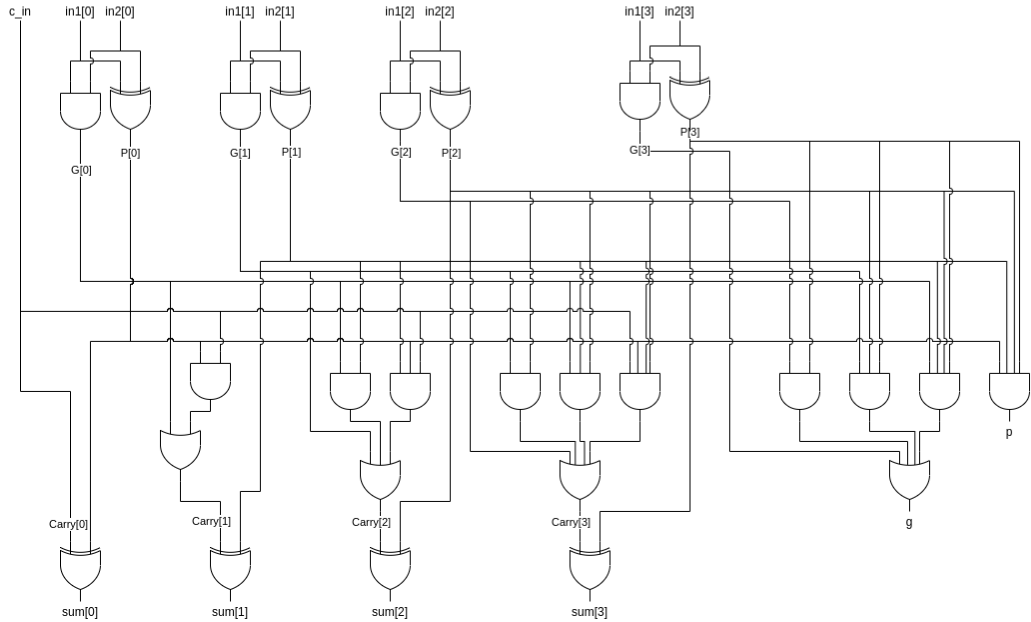 c_in in1[0] in2[0] in1[1] in2[1] in1[2] in2[2] in1[3] in2[3]
P[3]
G[0] P[0] G[1] P[1] G[2] P[2] G[3]
p
Carry[0] Carry[1] Carry[2] Carry[3] g
sum[0] sum[1] sum[2] sum[3]